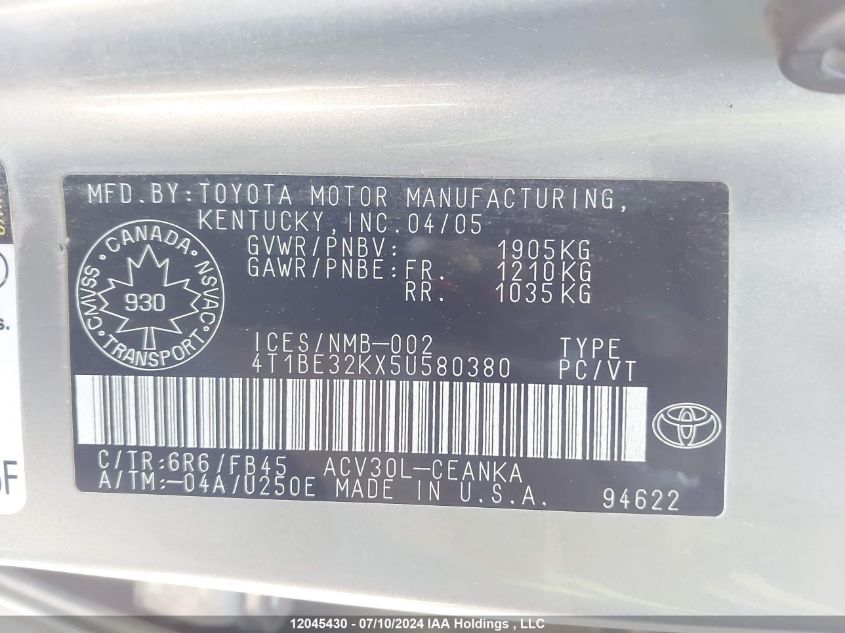 MFD.BY:TOYOTA MOTOR MANUFACTURING,
KENTUCKY,INC.04/05
GVWR/PNBV: 1905KG
GAWR/PNBE:FR. 1210KG
RR. 1035KG
CANADA
CMVSS NSVAC
930
TRANSPORT
ICES/NMB-002 TYPE
4T1BE32KX5U580380 PC/VT
C/TR:6R6/FB45 ACV30L-CEANKA
A/TM:-04A/U250E MADE IN U.S.A. 94622
s.
0F
12045430 - 07/10/2024 IAA Holdings , LLC